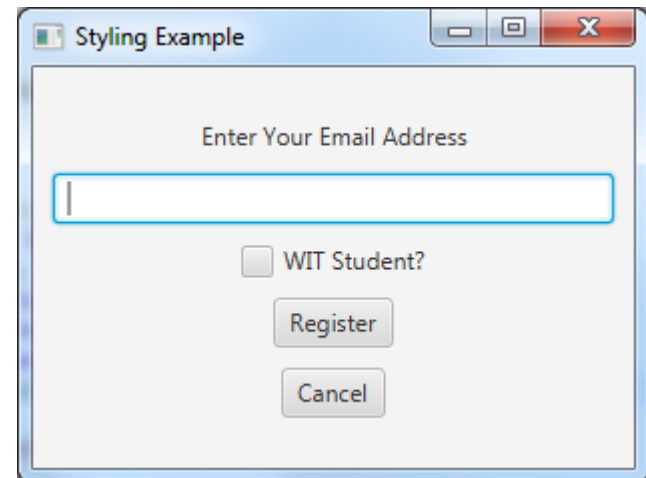 Styling Example
Enter Your Email Address
WIT Student?
Register
Cancel